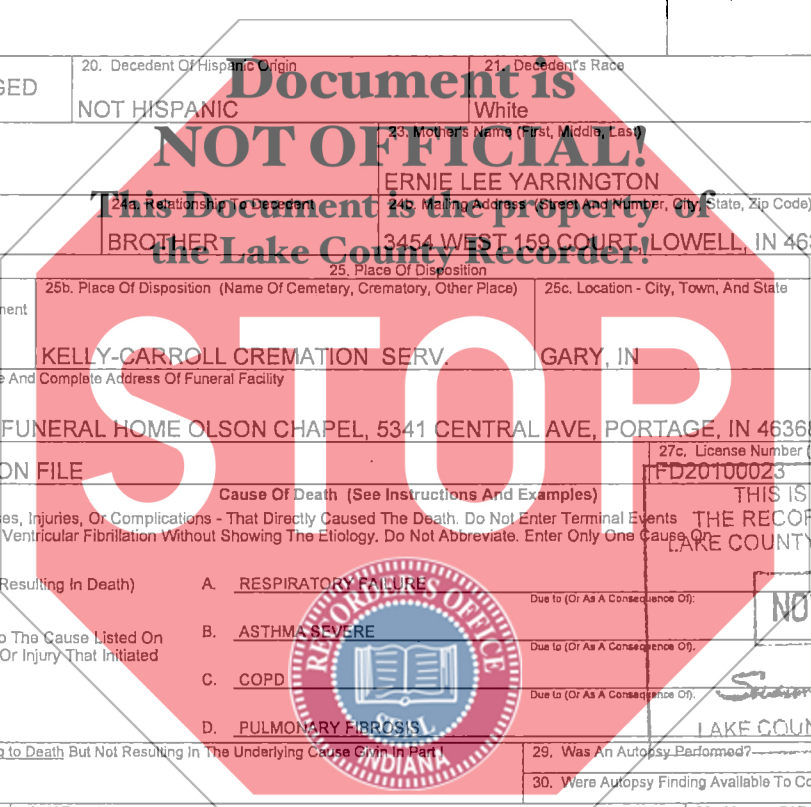 20. Decedent Of Hispanic Origin
21. Decedent's Race
GED
NOT HISPANIC
White
Document is
NOT OFFICIAL!
This Document is the property of
the Lake County Recorder!
23. Mother's Name (First, Middle, Last)
ERNIE LEE YARRINGTON
24a. Relationship To Decedent
24b. Mailing Address (Street And Number, City, State, Zip Code)
BROTHER
3454 WEST 159 COURT, LOWELL, IN 463
25. Place Of Disposition
25b. Place Of Disposition (Name Of Cemetery, Crematory, Other Place)
25c. Location - City, Town, And State
ment
KELLY-CARROLL CREMATION SERV.
GARY, IN
STOP
e And Complete Address Of Funeral Facility
FUNERAL HOME OLSON CHAPEL, 5341 CENTRAL AVE, PORTAGE, IN 46368
27c. License Number (
ON FILE
FD20100023
Cause Of Death (See Instructions And Examples)
THIS IS
ses, Injuries, Or Complications - That Directly Caused The Death. Do Not Enter Terminal Events
THE RECOR
Ventricular Fibrillation Without Showing The Etiology. Do Not Abbreviate. Enter Only One Cause On
LAKE COUNTY
Resulting In Death)
A. RESPIRATORY FAILURE
Due to (Or As A Consequence Of):
NO
o The Cause Listed On
B. ASTHMA SEVERE
Or Injury That Initiated
Due to (Or As A Consequence Of).
C. COPD
Due to (Or As A Consequence Of).
D. PULMONARY FIBROSIS
LAKE COUN
RECORDER'S OFFICE
SEAL
INDIANA
g to Death But Not Resulting In The Underlying Cause Givin In Part I
29. Was An Autopsy Performed?
30. Were Autopsy Finding Available To Co